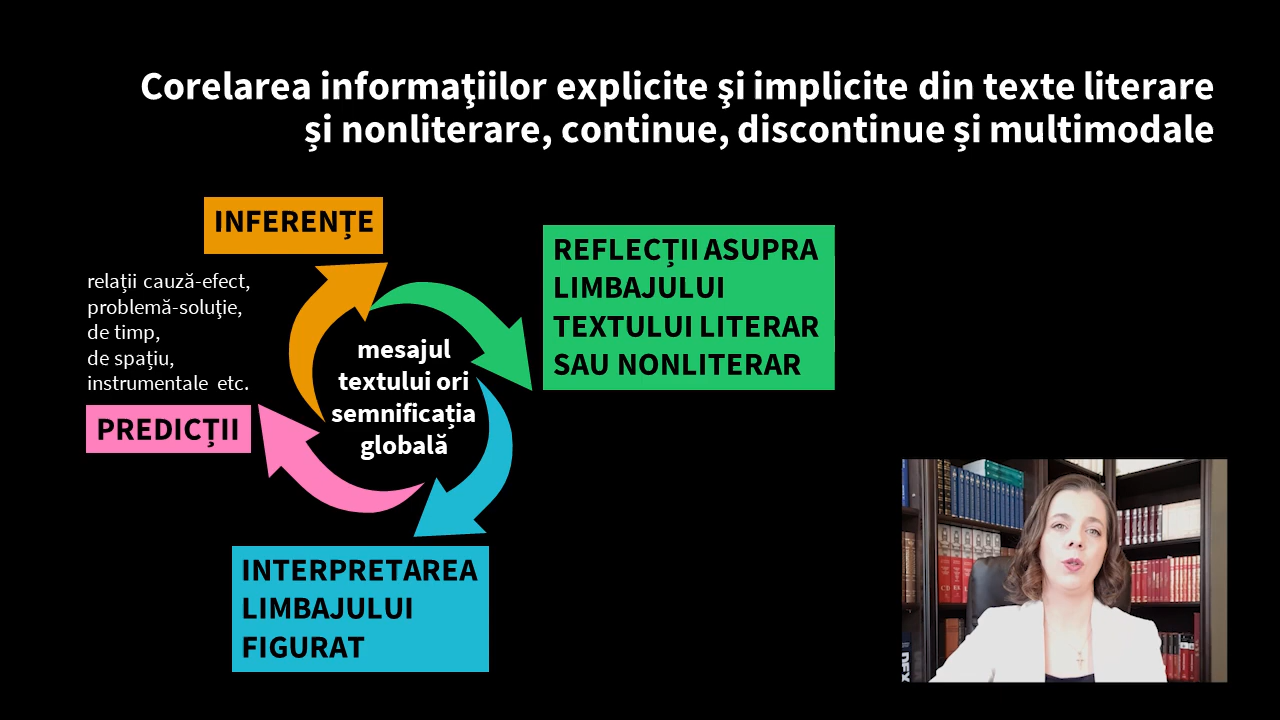 Corelarea informaţiilor explicite şi implicite din texte literare
și nonliterare, continue, discontinue și multimodale
INFERENȚE
relații cauză-efect,
problemă-soluţie,
de timp,
de spațiu,
instrumentale etc.
PREDICȚII
mesajul
textului ori
semnificația
globală
REFLECȚII ASUPRA
LIMBAJULUI
TEXTULUI LITERAR
SAU NONLITERAR
INTERPRETAREA
LIMBAJULUI
FIGURAT